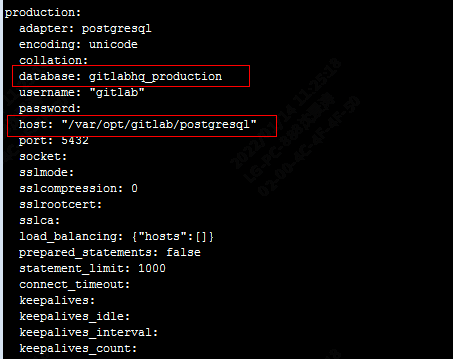 production:
adapter: postgresql
encoding: unicode
collation:
database: gitlabhq_production
username: "gitlab"
password:
host: "/var/opt/gitlab/postgresql"
port: 5432
socket:
sslmode:
sslcompression: 0
sslrootcert:
sslca:
load_balancing: {"hosts":[]}
prepared_statements: false
statement_limit: 1000
connect_timeout:
keepalives:
keepalives_idle:
keepalives_interval:
keepalives_count: